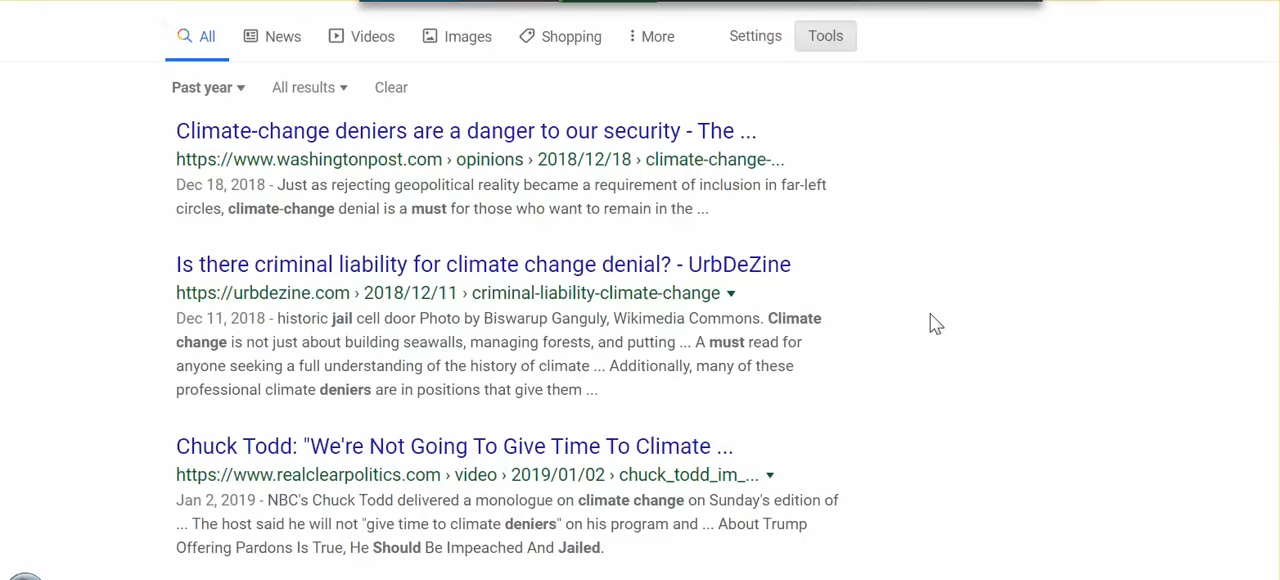 All News Videos Images Shopping More Settings Tools
Past year All results Clear
Climate-change deniers are a danger to our security - The ...
https://www.washingtonpost.com › opinions › 2018/12/18 › climate-change-...
Dec 18, 2018 - Just as rejecting geopolitical reality became a requirement of inclusion in far-left
circles, climate-change denial is a must for those who want to remain in the ...
Is there criminal liability for climate change denial? - UrbDeZine
https://urbdezine.com › 2018/12/11 › criminal-liability-climate-change
Dec 11, 2018 - historic jail cell door Photo by Biswarup Ganguly, Wikimedia Commons. Climate
change is not just about building seawalls, managing forests, and putting ... A must read for
anyone seeking a full understanding of the history of climate ... Additionally, many of these
professional climate deniers are in positions that give them ...
Chuck Todd: "We're Not Going To Give Time To Climate ...
https://www.realclearpolitics.com › video › 2019/01/02 › chuck_todd_im_...
Jan 2, 2019 - NBC's Chuck Todd delivered a monologue on climate change on Sunday's edition of
... The host said he will not "give time to climate deniers" on his program and ... About Trump
Offering Pardons Is True, He Should Be Impeached And Jailed.